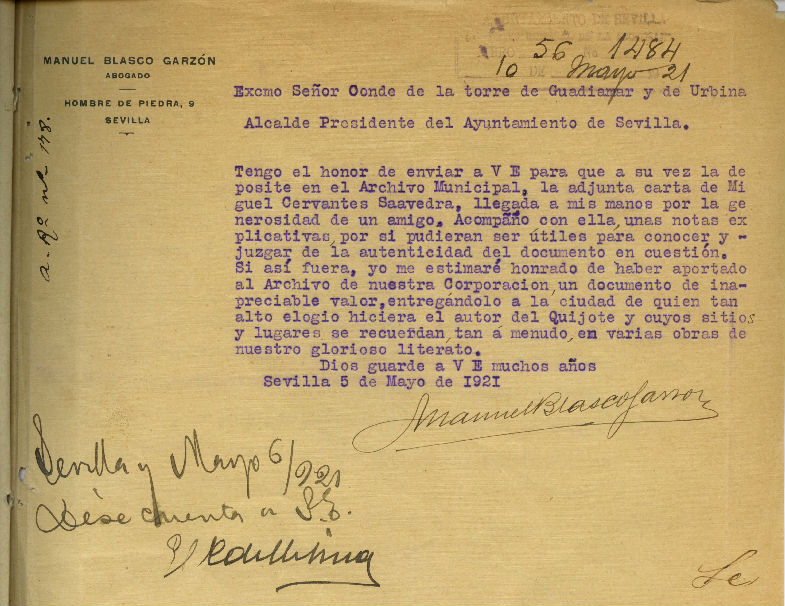 MANUEL BLASCO GARZÓN
ABOGADO
HOMBRE DE PIEDRA, 9
SEVILLA
AYUNTAMIENTO DE SEVILLA
56 1484
10 DE Mayo 21
Excmo Señor Conde de la torre de Guadiamar y de Urbina
Alcalde Presidente del Ayuntamiento de Sevilla.
Tengo el honor de enviar a V E para que a su vez la de
posite en el Archivo Municipal, la adjunta carta de Mi
guel Cervantes Saavedra, llegada a mis manos por la ge
nerosidad de un amigo. Acompaño con ella, unas notas ex
plicativas, por si pudieran ser útiles para conocer y -
juzgar de la autenticidad del documento en cuestión.
Si así fuera, yo me estimaré honrado de haber aportado
al Archivo de nuestra Corporacion, un documento de ina-
preciable valor, entregándolo a la ciudad de quien tan
alto elogio hiciera el autor del Quijote y cuyos sitios
y lugares se recuerdan, tan á menudo, en varias obras de
nuestro glorioso literato.
Dios guarde a V E muchos años
Sevilla 5 de Mayo de 1921
Manuel Blasco Garzon
Sevilla y Mayo 6/921
Dése cuenta a S.E.